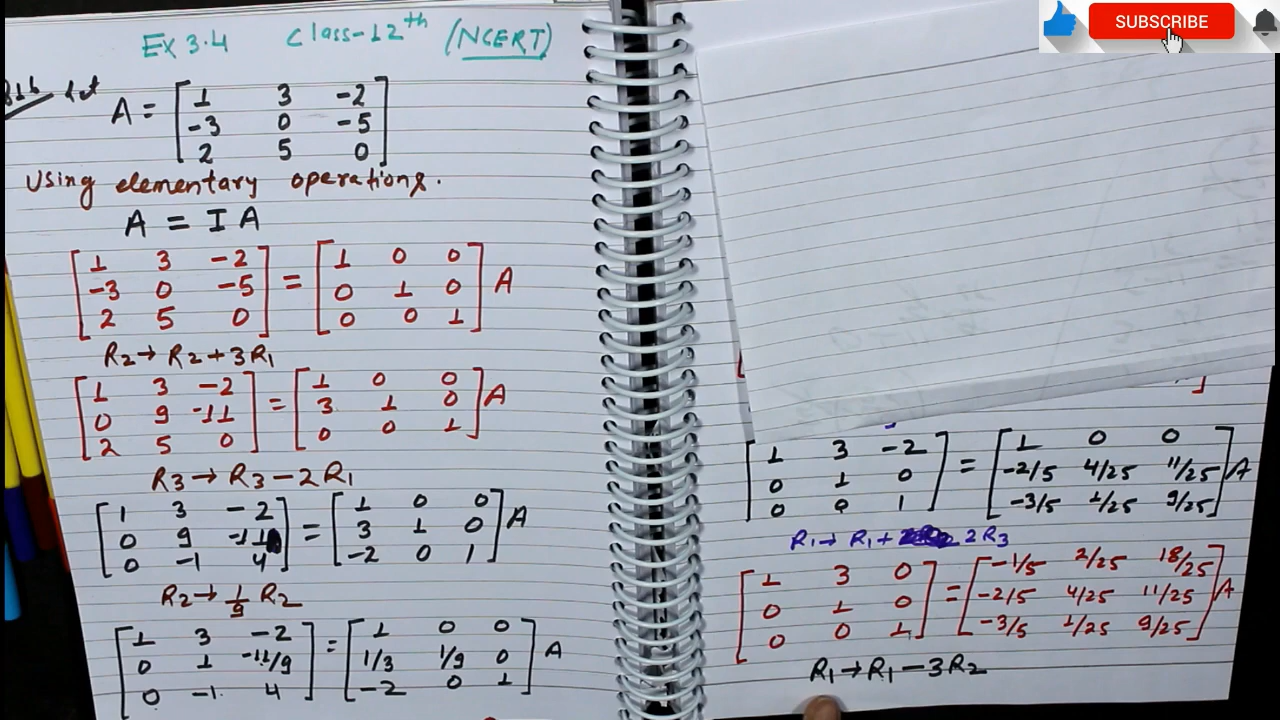 Ex 3.4 Class-12th (NCERT)
A = [ 1 3 -2
-3 0 -5
2 5 0 ]
Using elementary operations.
A = I A
[ 1 3 -2 ] = [ 1 0 0 ] A
[ -3 0 -5 ] [ 0 1 0 ]
[ 2 5 0 ] [ 0 0 1 ]
R2 → R2 + 3R1
[ 1 3 -2 ] = [ 1 0 0 ] A
[ 0 9 -11 ] [ 3 1 0 ]
[ 2 5 0 ] [ 0 0 1 ]
R3 → R3 - 2R1
[ 1 3 -2 ] = [ 1 0 0 ] A
[ 0 9 -11 ] [ 3 1 0 ]
[ 0 -1 4 ] [ -2 0 1 ]
R2 → 1/9 R2
[ 1 3 -2 ] = [ 1 0 0 ] A
[ 0 1 -11/9 ] [ 1/3 1/9 0 ]
[ 0 -1 4 ] [ -2 0 1 ]
SUBSCRIBE
[ 1 3 -2 ] = [ 1 0 0 ] A
[ 0 1 0 ] [ -2/5 4/25 11/25 ]
[ 0 0 1 ] [ -3/5 1/25 9/25 ]
R1 → R1 + 2R3
[ 1 3 0 ] = [ -1/5 2/25 18/25 ] A
[ 0 1 0 ] [ -2/5 4/25 11/25 ]
[ 0 0 1 ] [ -3/5 1/25 9/25 ]
R1 → R1 - 3R2